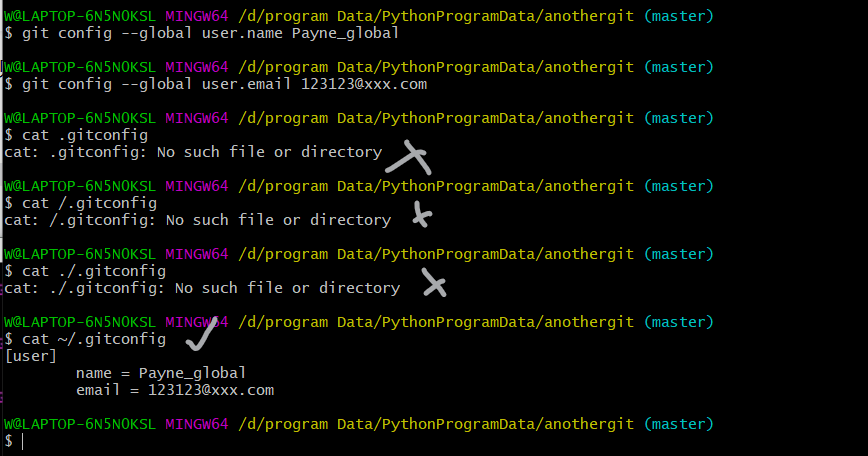 W@LAPTOP-6N5N0KSL MINGW64 /d/program Data/PythonProgramData/anothergit (master)
$ git config --global user.name Payne_global
W@LAPTOP-6N5N0KSL MINGW64 /d/program Data/PythonProgramData/anothergit (master)
$ git config --global user.email 123123@xxx.com
W@LAPTOP-6N5N0KSL MINGW64 /d/program Data/PythonProgramData/anothergit (master)
$ cat .gitconfig
cat: .gitconfig: No such file or directory
W@LAPTOP-6N5N0KSL MINGW64 /d/program Data/PythonProgramData/anothergit (master)
$ cat /.gitconfig
cat: /.gitconfig: No such file or directory
W@LAPTOP-6N5N0KSL MINGW64 /d/program Data/PythonProgramData/anothergit (master)
$ cat ./.gitconfig
cat: ./.gitconfig: No such file or directory
W@LAPTOP-6N5N0KSL MINGW64 /d/program Data/PythonProgramData/anothergit (master)
$ cat ~/.gitconfig
[user]
        name = Payne_global
        email = 123123@xxx.com
W@LAPTOP-6N5N0KSL MINGW64 /d/program Data/PythonProgramData/anothergit (master)
$